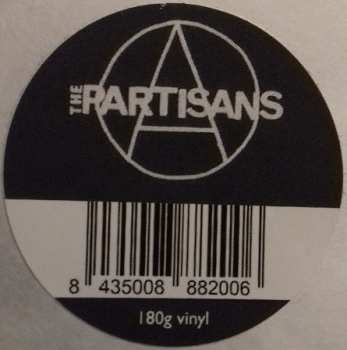 THE PARTISANS
8 435008 882006
180g vinyl